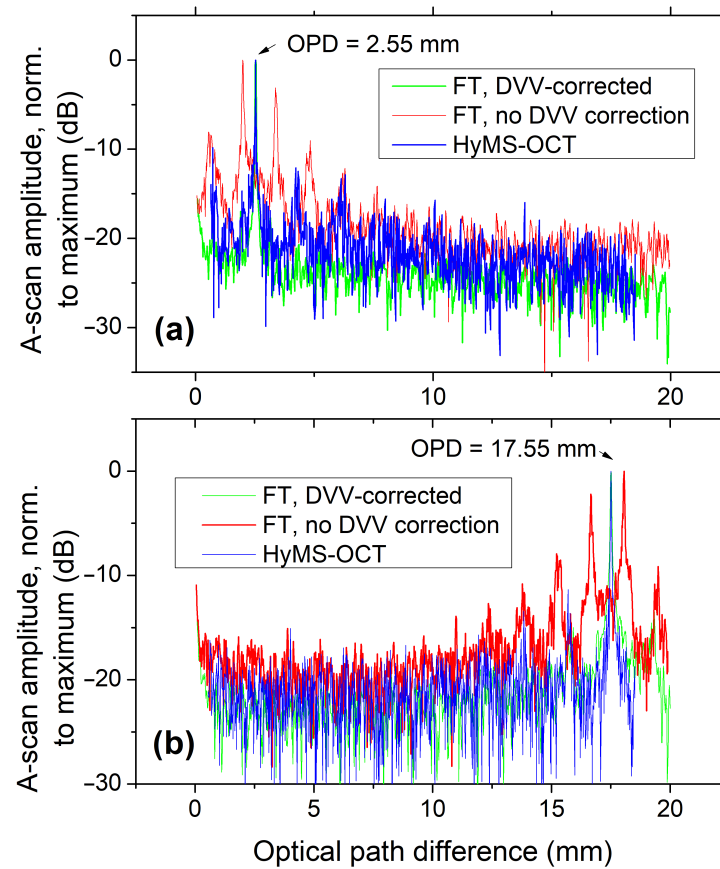 A-scan amplitude, norm.
to maximum (dB)
0
−10
−20
−30
OPD = 2.55 mm
FT, DVV-corrected
FT, no DVV correction
HyMS-OCT
(a)
0 5 10 15 20
A-scan amplitude, norm.
to maximum (dB)
0
−10
−20
−30
OPD = 17.55 mm
FT, DVV-corrected
FT, no DVV correction
HyMS-OCT
(b)
0 5 10 15 20
Optical path difference (mm)